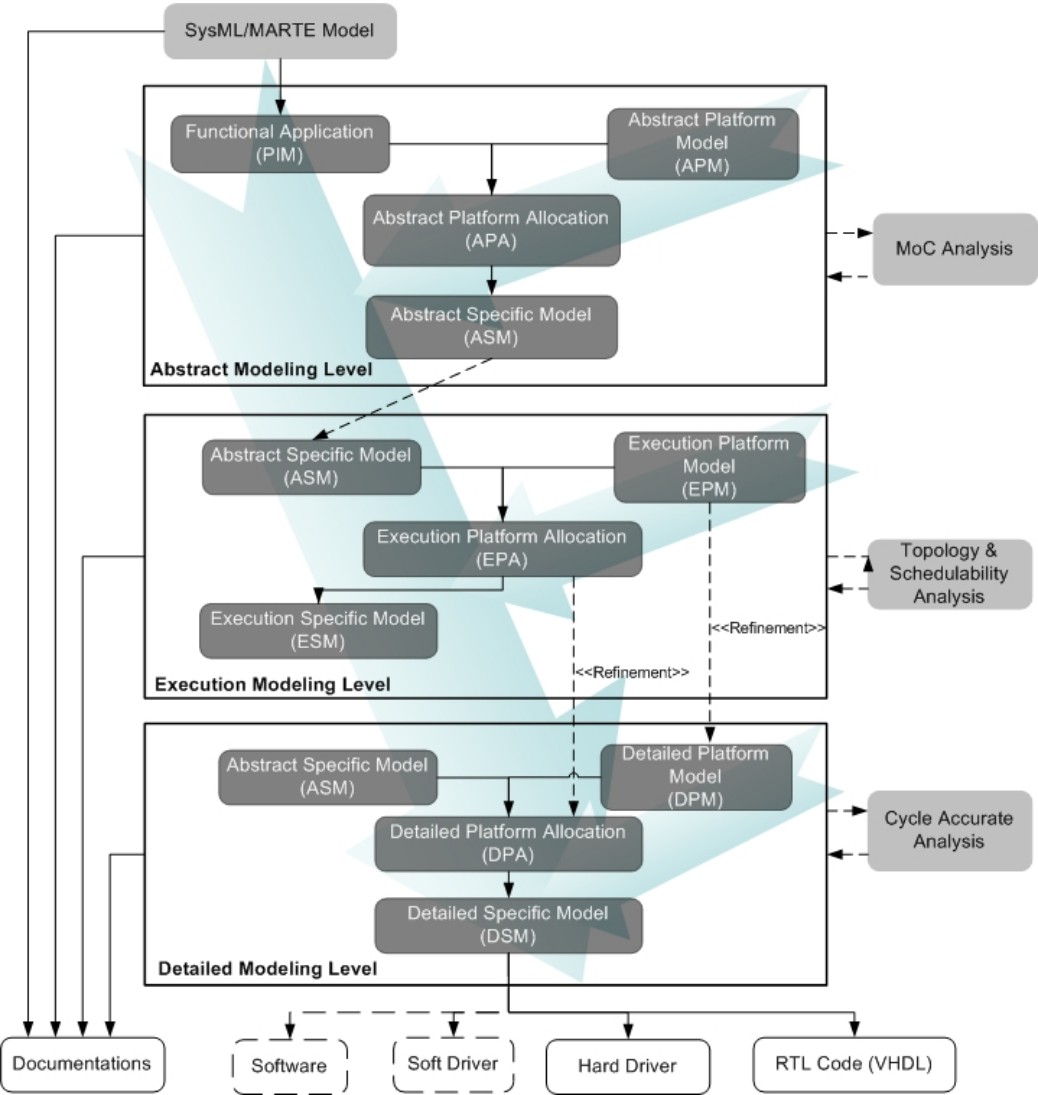 SysML/MARTE Model
Functional Application
(PIM)
Abstract Platform
Model
(APM)
Abstract Platform Allocation
(APA)
MoC Analysis
Abstract Specific Model
(ASM)
Abstract Modeling Level
Abstract Specific Model
(ASM)
Execution Platform
Model
(EPM)
Execution Platform Allocation
(EPA)
Topology &
Schedulability
Analysis
Execution Specific Model
(ESM)
<<Refinement>>
<<Refinement>>
Execution Modeling Level
Abstract Specific Model
(ASM)
Detailed Platform
Model
(DPM)
Cycle Accurate
Analysis
Detailed Platform Allocation
(DPA)
Detailed Specific Model
(DSM)
Detailed Modeling Level
Documentations
Software
Soft Driver
Hard Driver
RTL Code (VHDL)